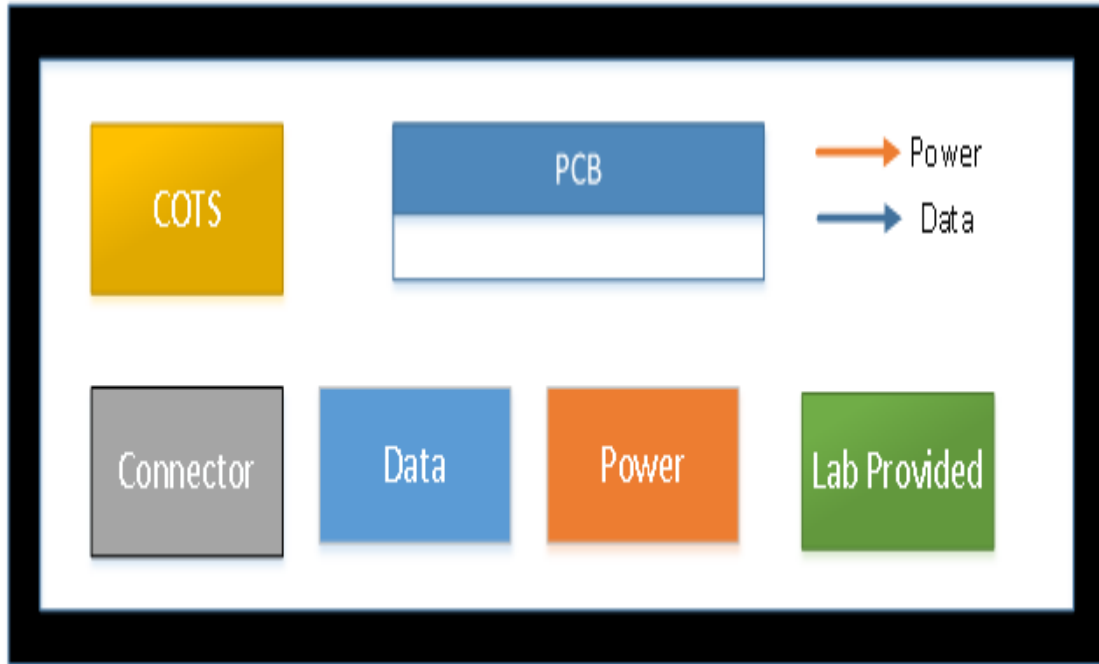 COTS
PCB
Power
Data
Connector
Data
Power
Lab Provided